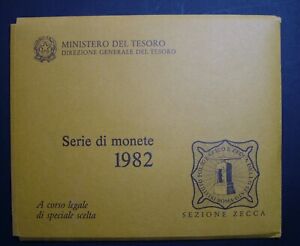 MINISTERO DEL TESORO
DIREZIONE GENERALE DEL TESORO
Serie di monete
1982
A corso legale
di speciale scelta
SEZIONE ZECCA